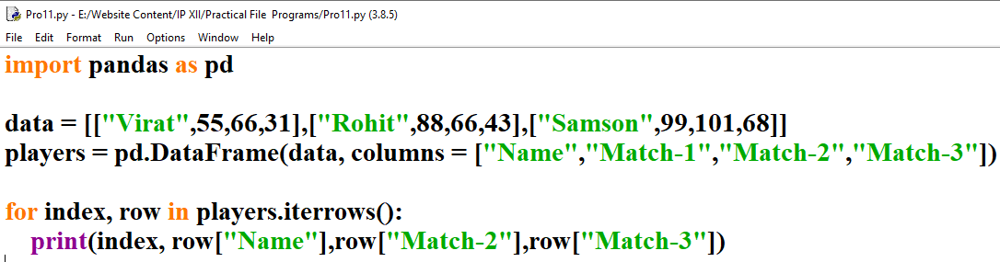 Pro11.py - E:/Website Content/IP XII/Practical File Programs/Pro11.py (3.8.5)
File Edit Format Run Options Window Help
import pandas as pd
data = [["Virat",55,66,31],["Rohit",88,66,43],["Samson",99,101,68]]
players = pd.DataFrame(data, columns = ["Name","Match-1","Match-2","Match-3"])
for index, row in players.iterrows():
    print(index, row["Name"],row["Match-2"],row["Match-3"])